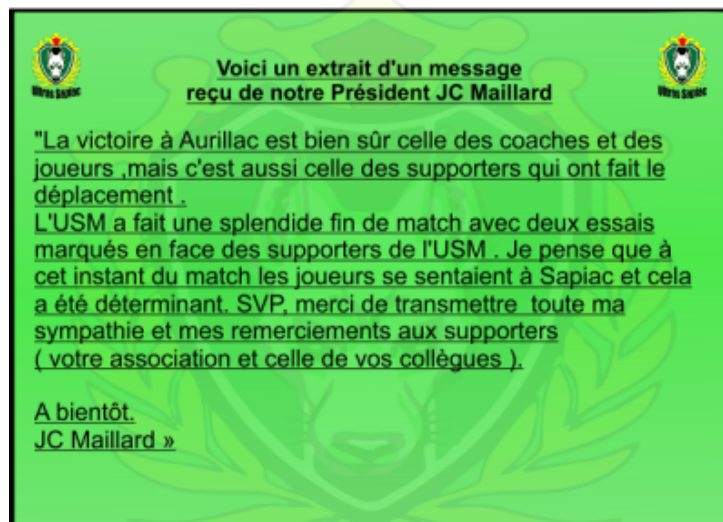 Voici un extrait d'un message
reçu de notre Président JC Maillard
Ultras Sapiac
Ultras Sapiac
"La victoire à Aurillac est bien sûr celle des coaches et des
joueurs ,mais c'est aussi celle des supporters qui ont fait le
déplacement .
L'USM a fait une splendide fin de match avec deux essais
marqués en face des supporters de l'USM . Je pense que à
cet instant du match les joueurs se sentaient à Sapiac et cela
a été déterminant. SVP, merci de transmettre  toute ma
sympathie et mes remerciements aux supporters
( votre association et celle de vos collègues ).
A bientôt.
JC Maillard »